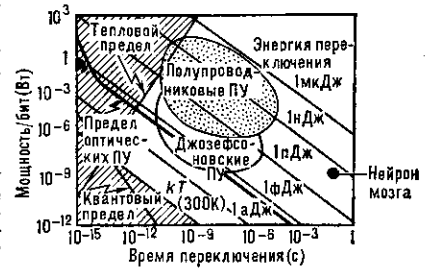 10³
1
10⁻³
10⁻⁶
10⁻⁹
10⁻¹²
Мощность/бит(Вт)
Тепловой
предел
Энергия пере-
ключения
1мкДж
Полупровод-
никовые ПУ
1нДж
Предел
оптичес-
ких ПУ
Джозефсо-
новские
ПУ
1пДж
Нейрон
мозга
1фДж
kT
(300К)
1аДж
Квантовый
предел
10⁻¹⁵
10⁻¹²
10⁻⁹
10⁻⁶
10⁻³
1
Время переключения(с)